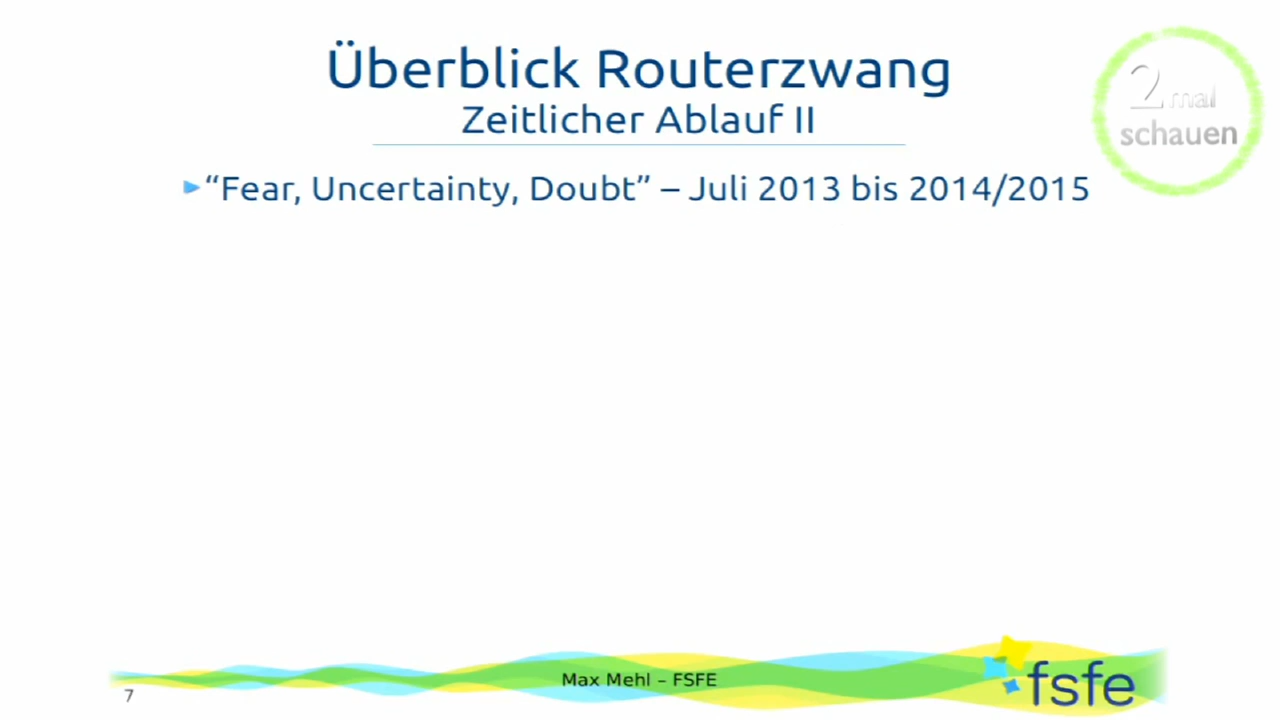 Überblick Routerzwang
Zeitlicher Ablauf II
2 mal
schauen
“Fear, Uncertainty, Doubt” – Juli 2013 bis 2014/2015
Max Mehl – FSFE
7
fsfe